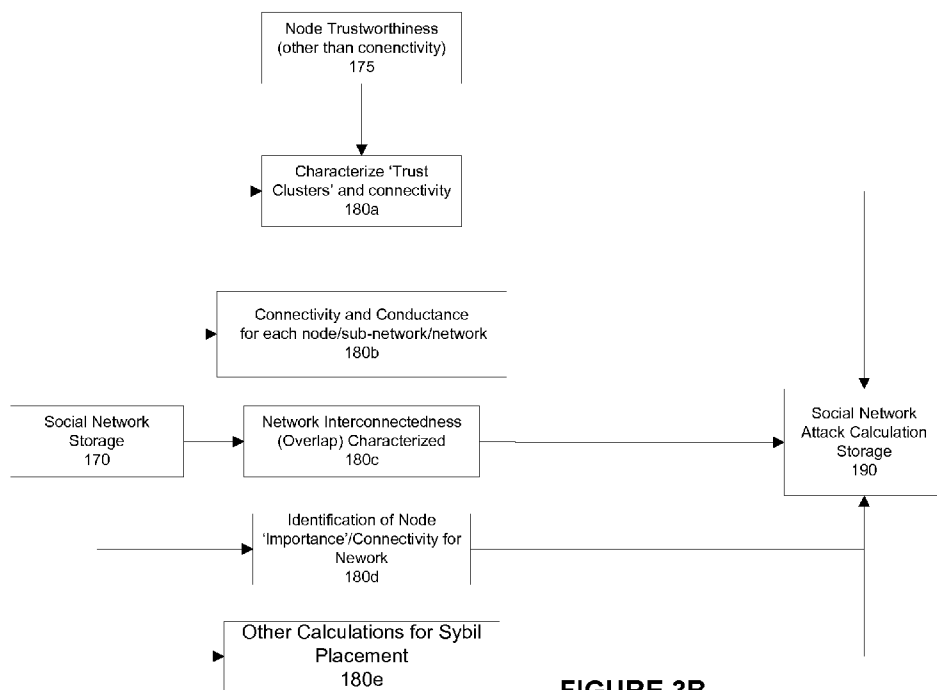 Node Trustworthiness
(other than conenctivity)
175
Characterize ‘Trust
Clusters’ and connectivity
180a
Connectivity and Conductance
for each node/sub-network/network
180b
Social Network
Storage
170
Network Interconnectedness
(Overlap) Characterized
180c
Social Network
Attack Calculation
Storage
190
Identification of Node
‘Importance’/Connectivity for
Nework
180d
Other Calculations for Sybil
Placement
180e